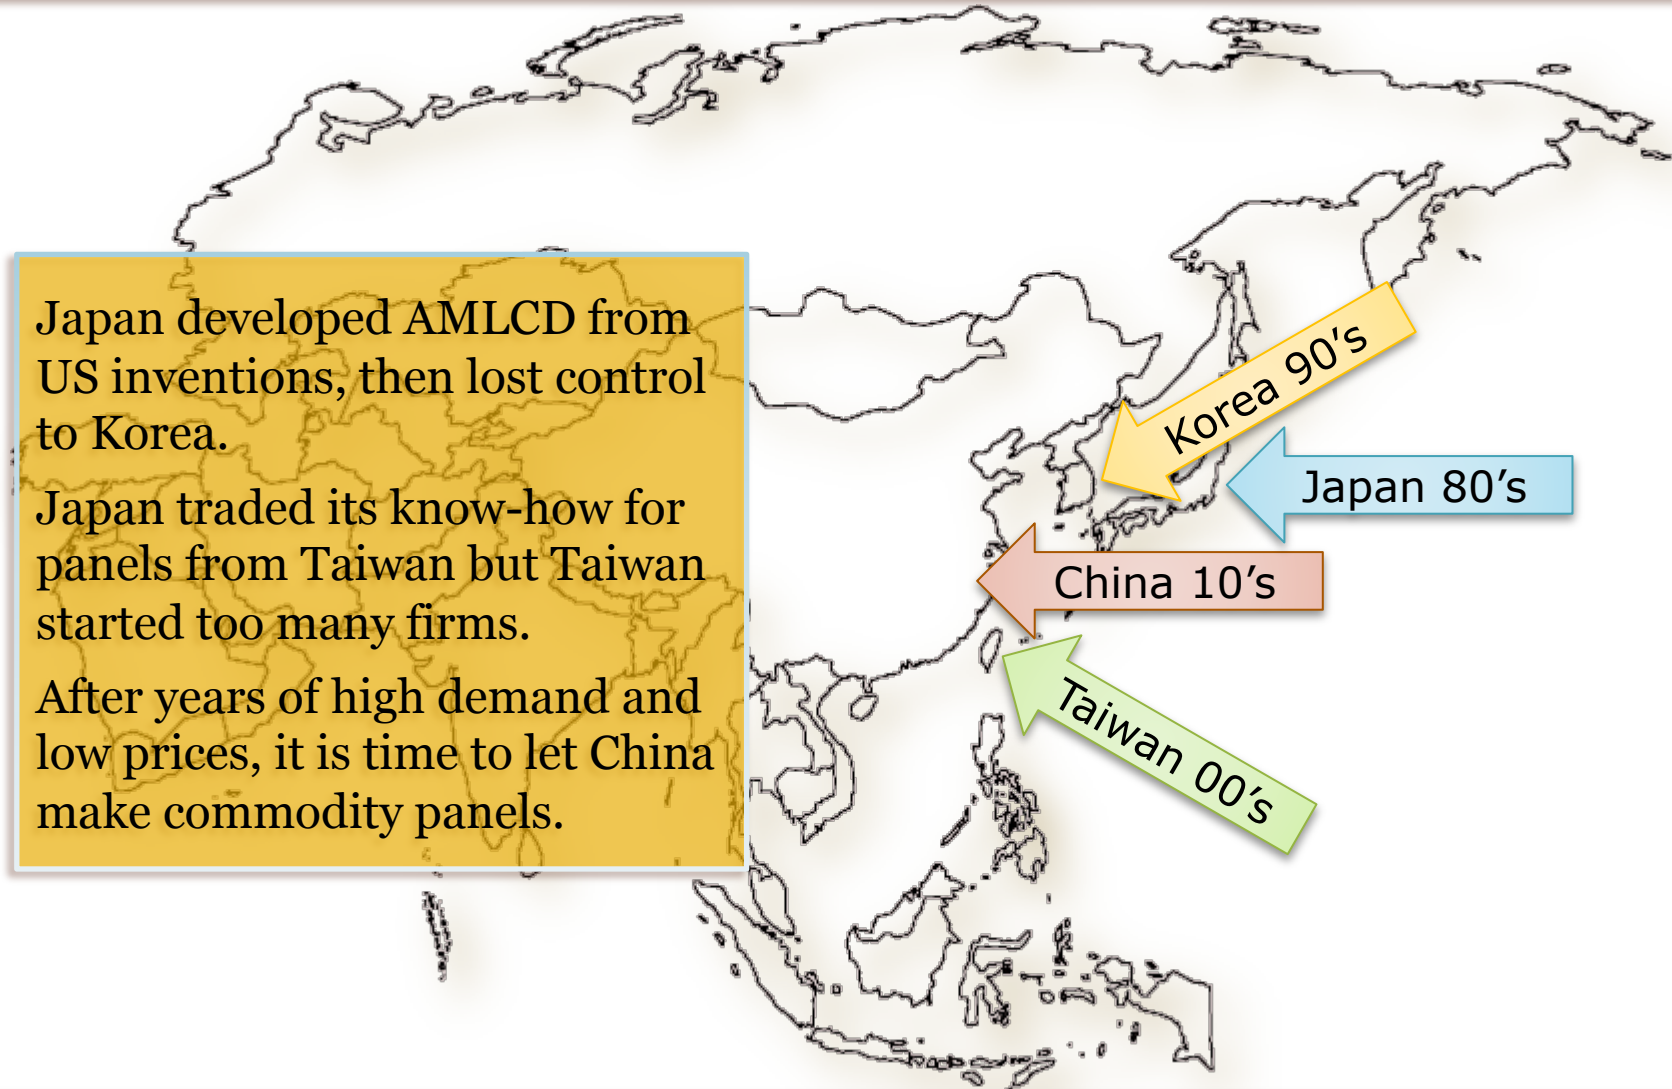 Japan developed AMLCD from
US inventions, then lost control
to Korea.
Japan traded its know-how for
panels from Taiwan but Taiwan
started too many firms.
After years of high demand and
low prices, it is time to let China
make commodity panels.
Korea 90’s
Japan 80’s
China 10’s
Taiwan 00’s